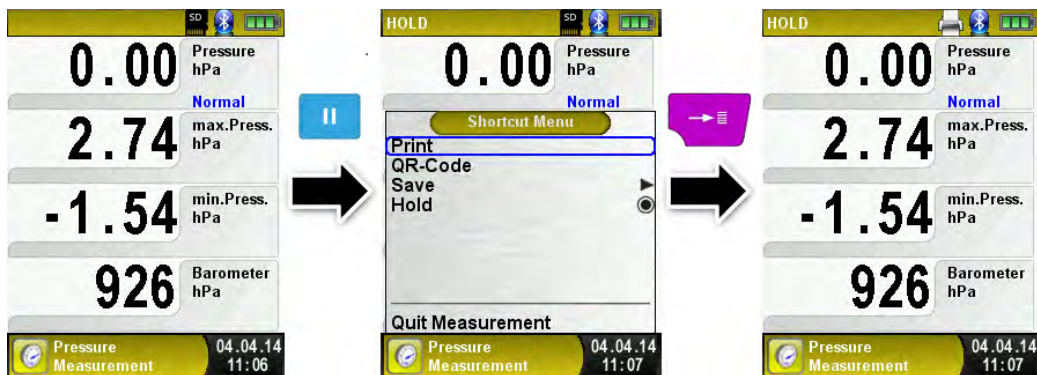 SD
0.00 Pressure
hPa
Normal
2.74 max.Press.
hPa
-1.54 min.Press.
hPa
926 Barometer
hPa
Pressure 04.04.14
Measurement 11:06
HOLD SD
0.00 Pressure
hPa
Normal
Shortcut Menu
Print
QR-Code
Save
Hold
Quit Measurement
Pressure 04.04.14
Measurement 11:07
HOLD
0.00 Pressure
hPa
Normal
2.74 max.Press.
hPa
-1.54 min.Press.
hPa
926 Barometer
hPa
Pressure 04.04.14
Measurement 11:07